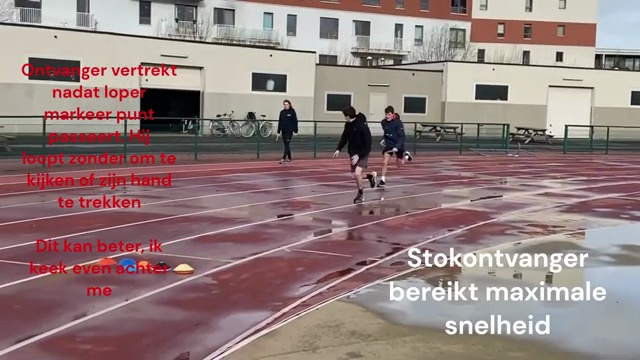 Ontvanger vertrekt
nadat loper
markeer punt
passeert. Hij
loopt zonder om te
kijken of zijn hand
te trekken
Dit kan beter, ik
keek even achter
me
Stokontvanger
bereikt maximale
snelheid